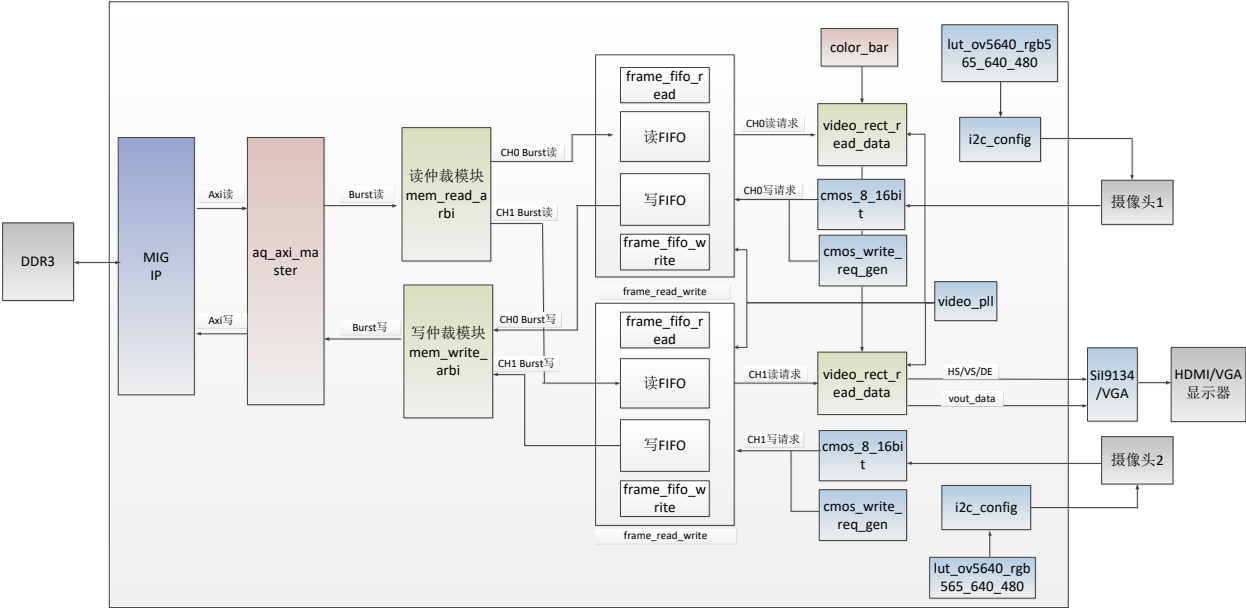 DDR3
MIG
IP
Axi读
Axi写
aq_axi_ma
ster
Burst读
Burst写
读仲裁模块
mem_read_a
rbi
写仲裁模块
mem_write_
arbi
CH0 Burst读
CH1 Burst读
CH0 Burst写
CH1 Burst写
frame_fifo_r
ead
读FIFO
写FIFO
frame_fifo_w
rite
frame_read_write
frame_fifo_r
ead
读FIFO
写FIFO
frame_fifo_w
rite
frame_read_write
CH0读请求
CH0写请求
CH1读请求
CH1写请求
color_bar
video_rect_r
ead_data
cmos_8_16bi
t
cmos_write_
req_gen
video_pll
video_rect_r
ead_data
cmos_8_16bi
t
cmos_write_
req_gen
lut_ov5640_rgb5
65_640_480
i2c_config
摄像头1
HS/VS/DE
vout_data
SiI9134
/VGA
HDMI/VGA
显示器
摄像头2
i2c_config
lut_ov5640_rgb
565_640_480